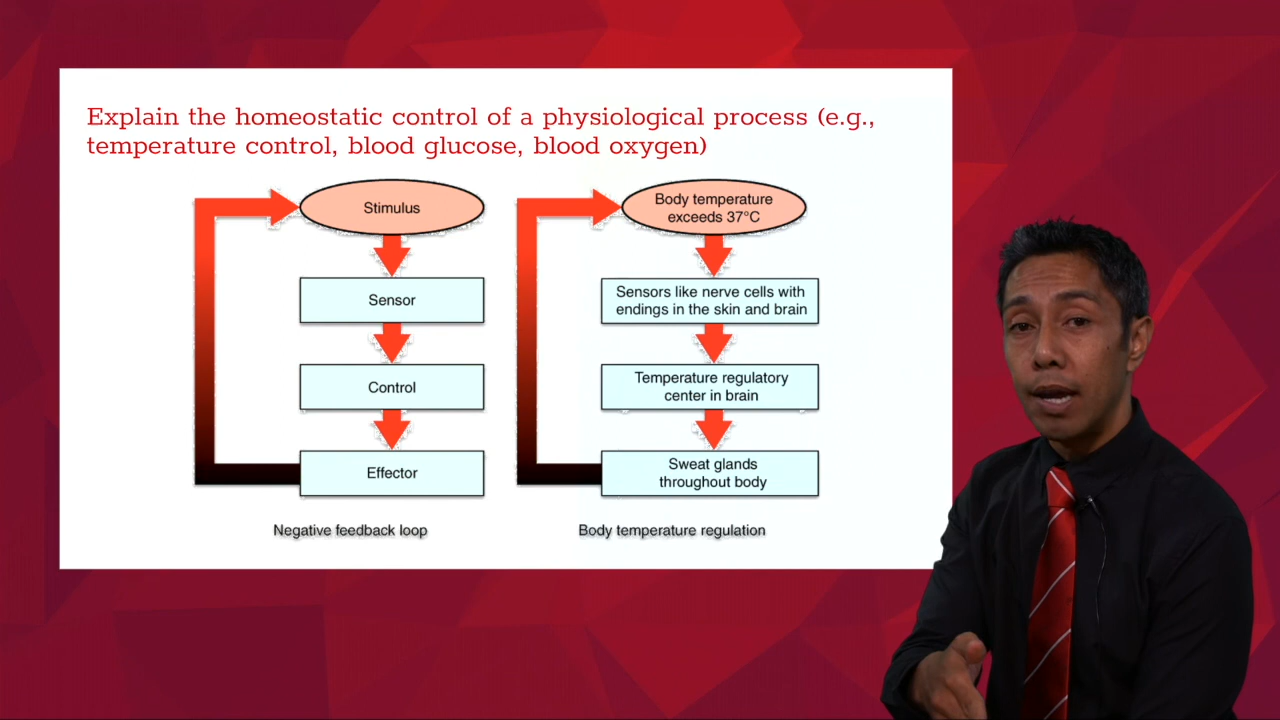 Explain the homeostatic control of a physiological process (e.g.,
temperature control, blood glucose, blood oxygen)
Stimulus
Sensor
Control
Effector
Negative feedback loop
Body temperature
exceeds 37°C
Sensors like nerve cells with
endings in the skin and brain
Temperature regulatory
center in brain
Sweat glands
throughout body
Body temperature regulation